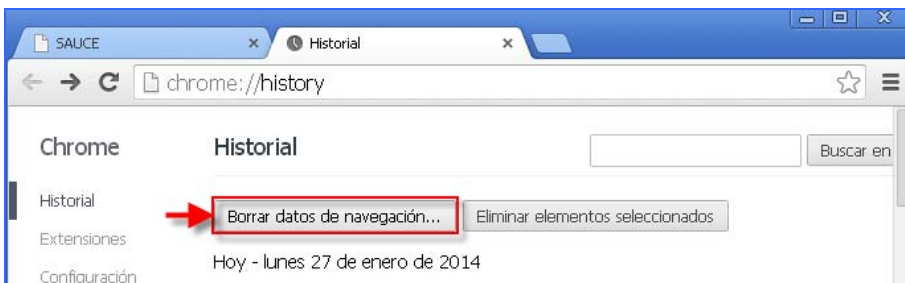 SAUCE
Historial
chrome://history
Chrome
Historial
Buscar en
Historial
Borrar datos de navegación...
Eliminar elementos seleccionados
Extensiones
Hoy - lunes 27 de enero de 2014
Configuración